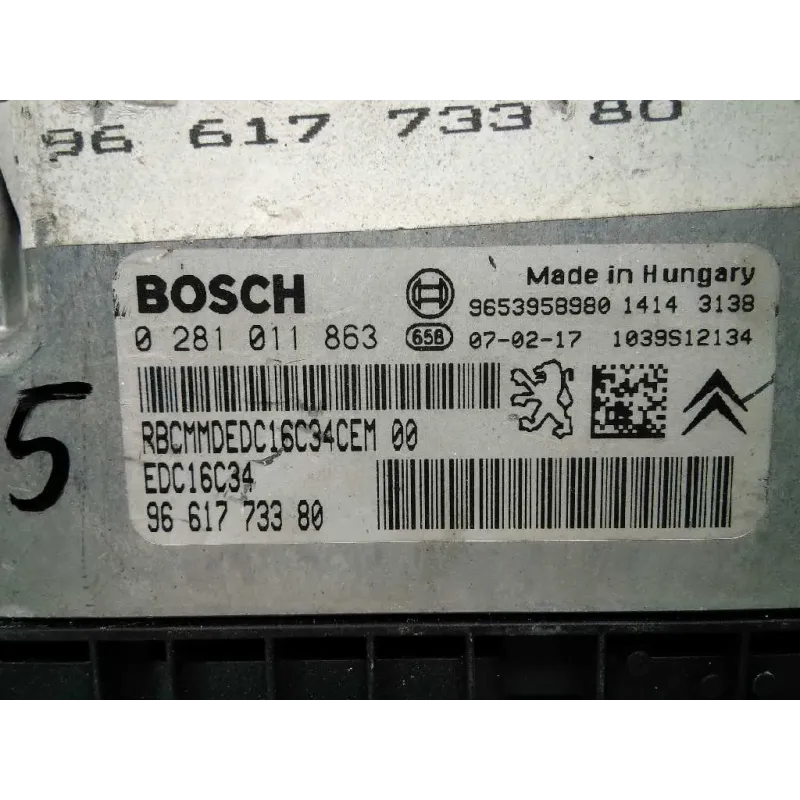 96 617 733 80
BOSCH
Made in Hungary
9653958980 1414 3138
0 281 011 863 658 07-02-17 1039S12134
RBCMMDEDC16C34CEM 00
EDC16C34
96 617 733 80
5